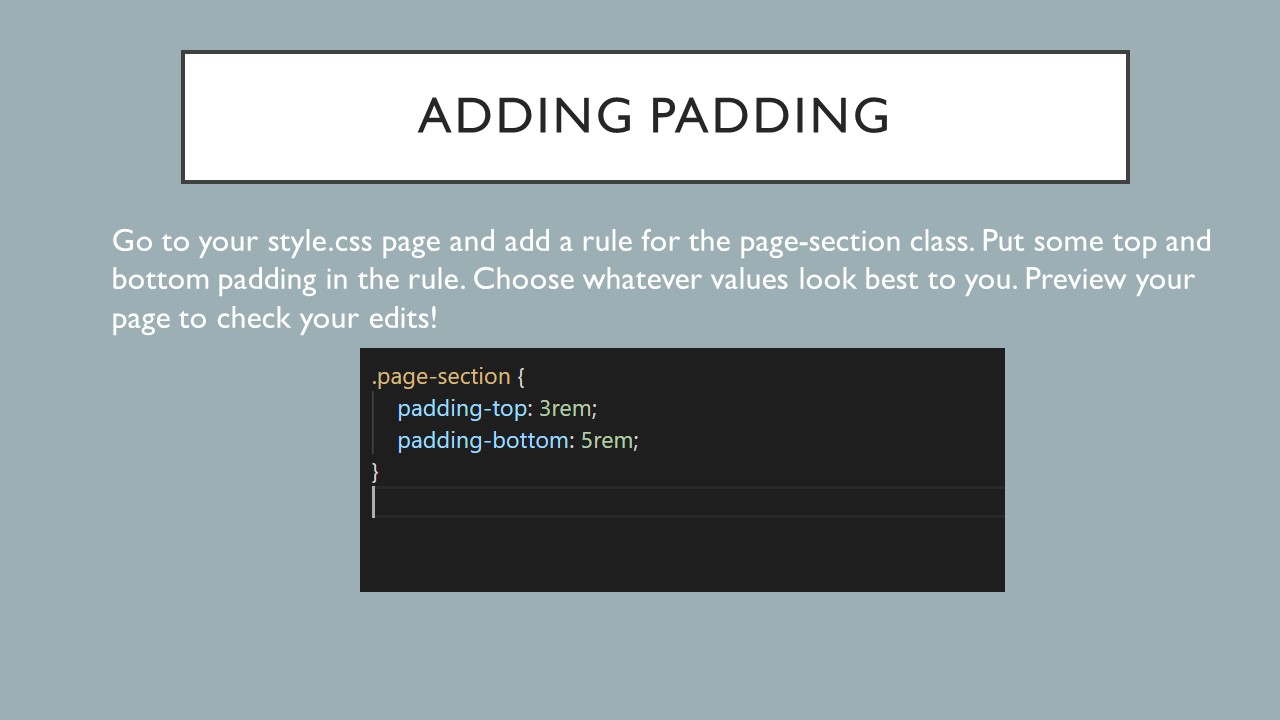 ADDING PADDING
Go to your style.css page and add a rule for the page-section class. Put some top and
bottom padding in the rule. Choose whatever values look best to you. Preview your
page to check your edits!
.page-section {
    padding-top: 3rem;
    padding-bottom: 5rem;
}